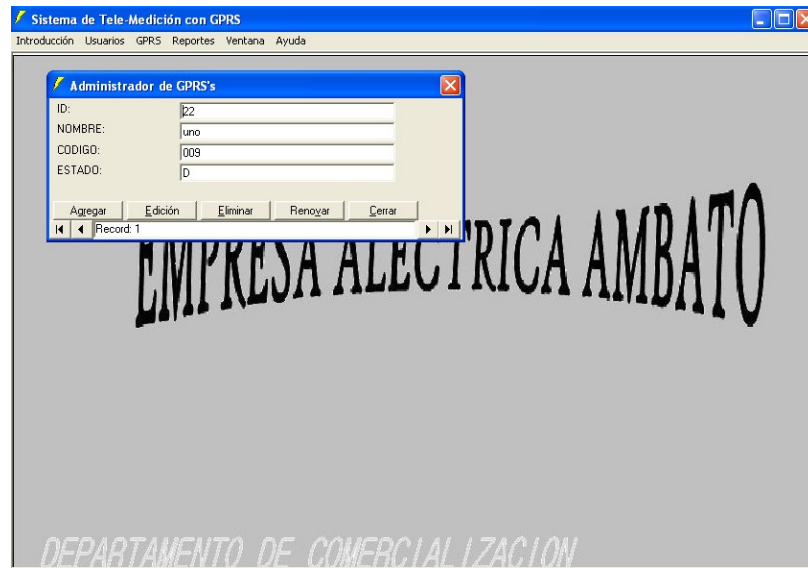 Sistema de Tele-Medición con GPRS
Introducción Usuarios GPRS Reportes Ventana Ayuda
Administrador de GPRS's
ID: 22
NOMBRE: uno
CODIGO: 009
ESTADO: D
Agregar Edición Eliminar Renovar Cerrar
Record: 1
EMPRESA ALECTRICA AMBATO
DEPARTAMENTO DE COMERCIALIZACION